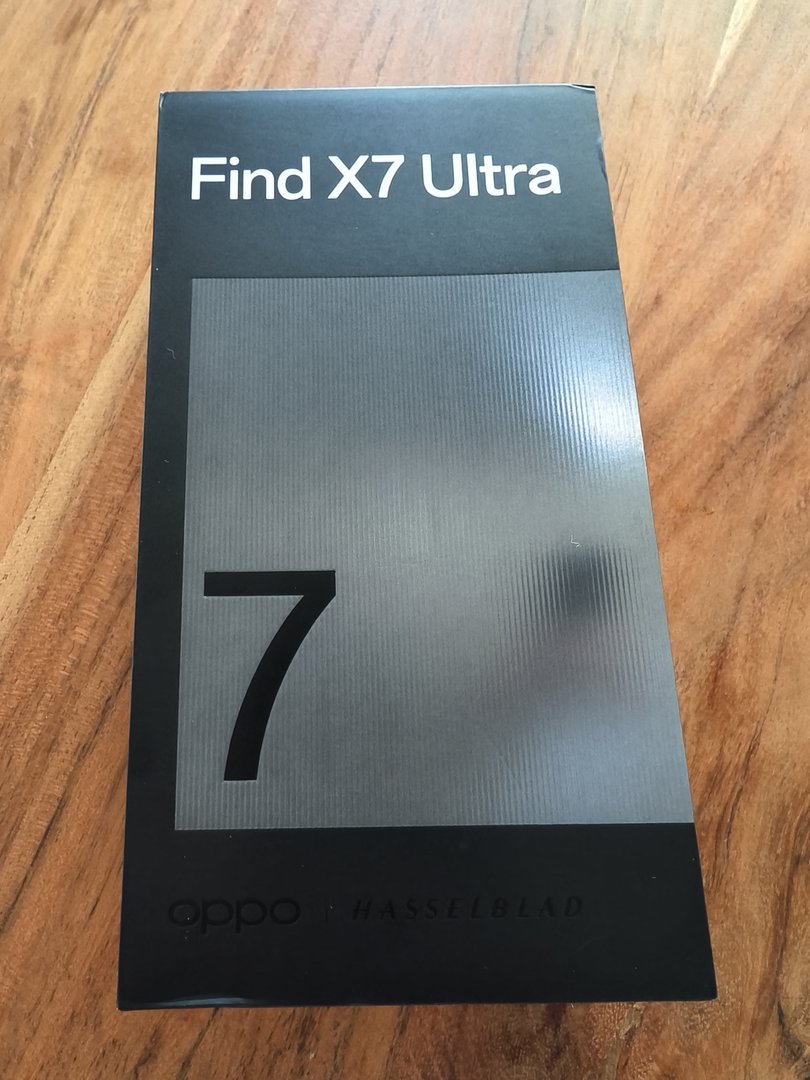 Find X7 Ultra
7
oppo | HASSELBLAD